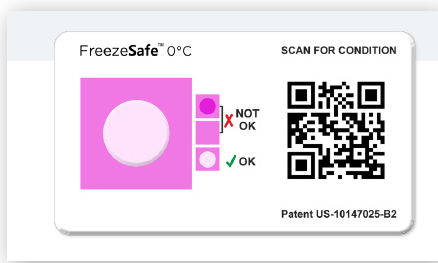 FreezeSafe™ 0°C
SCAN FOR CONDITION
NOT
OK
OK
Patent US-10147025-B2